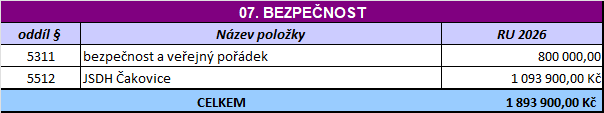 07. BEZPEČNOST
oddíl § Název položky RU 2026
5311 bezpečnost a veřejný pořádek 800 000,00
5512 JSDH Čakovice 1 093 900,00 Kč
CELKEM 1 893 900,00 Kč